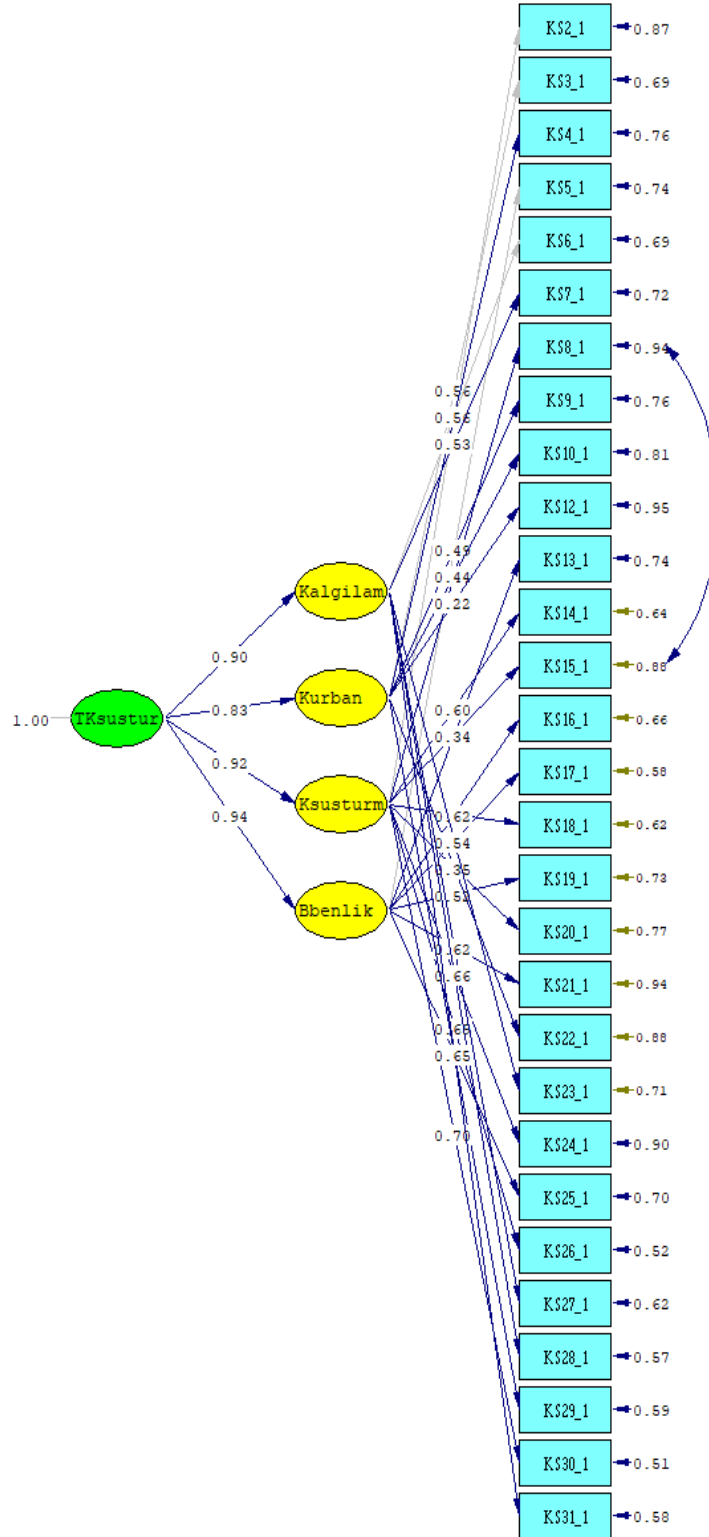 KS2_1 0.87
KS3_1 0.69
KS4_1 0.76
KS5_1 0.74
KS6_1 0.69
KS7_1 0.72
KS8_1 0.94
0.56
KS9_1 0.76
0.56
0.53
KS10_1 0.81
KS12_1 0.95
0.49
KS13_1 0.74
0.44
Kalgilam
0.22
KS14_1 0.64
0.90
KS15_1 0.88
Kurban
0.60
1.00 TKsustur 0.83
KS16_1 0.66
0.34
0.92
KS17_1 0.58
Ksusturm
0.94
0.62
KS18_1 0.62
0.54
0.35
KS19_1 0.73
0.52
Bbenlik
KS20_1 0.77
0.62
0.66
KS21_1 0.94
KS22_1 0.88
0.65
KS23_1 0.71
0.70
KS24_1 0.90
KS25_1 0.70
KS26_1 0.52
KS27_1 0.62
KS28_1 0.57
KS29_1 0.59
KS30_1 0.51
KS31_1 0.58